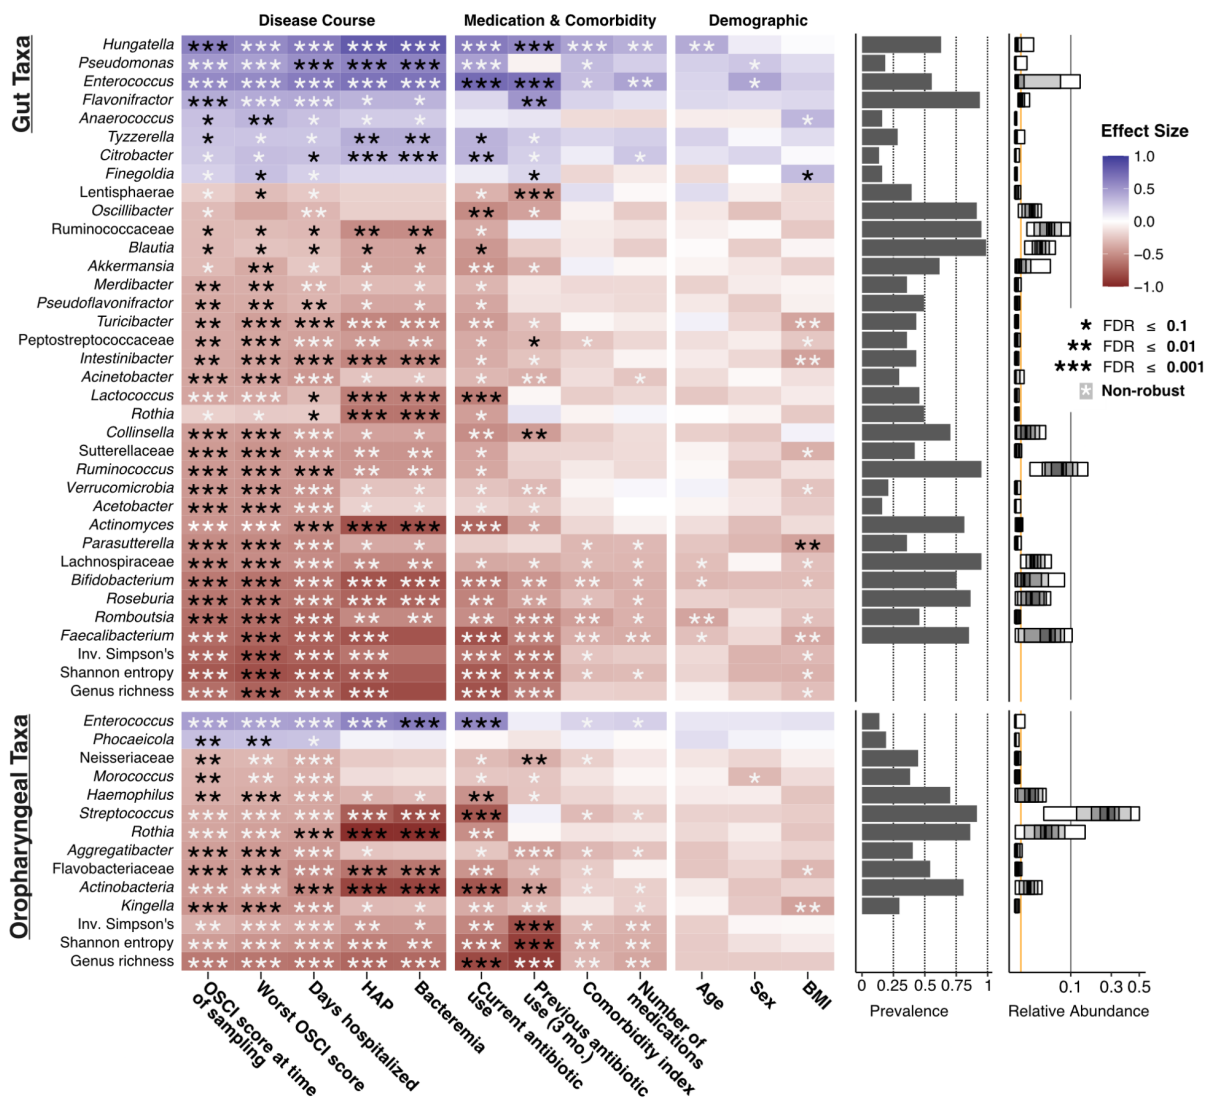 Disease Course Medication & Comorbidity Demographic
Gut Taxa
Hungatella *** *** *** *** *** *** *** *** ** **
Pseudomonas *** *** *** *** *** *** * *
Enterococcus *** *** *** *** *** *** *** * ** *
Flavonifractor *** *** *** * * **
Anaerococcus * ** * * * *
Tyzzerella * * * ** ** * *
Citrobacter * * * *** *** ** * *
Finegoldia * * * * *
Lentisphaerae * * * * ***
Oscillibacter * ** ** *
Ruminococcaceae * * * ** ** *
Blautia * * * * * *
Akkermansia * ** * * * ** *
Merdibacter ** ** ** * * *
Pseudoflavonifractor ** ** ** * * *
Turicibacter ** *** *** *** *** ** * **
Peptostreptococcaceae ** *** *** ** ** * * * *
Intestinibacter ** *** *** *** *** * * **
Acinetobacter *** *** *** * * * ** *
Lactococcus *** *** * *** *** ***
Rothia * * * *** *** *
Collinsella *** *** *** * * ** **
Sutterellaceae *** *** *** ** ** * *
Ruminococcus *** *** *** ** ** *
Verrucomicrobia *** *** *** * * * ** *
Acetobacter *** *** *** * * * *
Actinomyces *** *** *** *** *** *** *
Parasutterella *** *** *** * * * * **
Lachnospiraceae *** *** *** ** ** * * * * * *
Bifidobacterium *** *** *** *** *** *** ** ** * * *
Roseburia *** *** *** *** *** ** ** * *
Romboutsia *** *** *** ** ** ** *** ** * ** *
Faecalibacterium *** *** *** *** *** *** ** ** * **
Inv. Simpson's *** *** *** *** *** *** * *
Shannon entropy *** *** *** *** *** *** * * *
Genus richness *** *** *** *** *** *** *
Oropharyngeal Taxa
Enterococcus *** *** *** *** *** *** * *
Phocaeicola ** ** *
Neisseriaceae ** ** *** * ** *
Morococcus ** ** *** * * *
Haemophilus ** *** *** * * ** *
Streptococcus *** *** *** *** *** *** * *
Rothia *** *** *** *** *** **
Aggregatibacter *** *** *** * * *** * *
Flavobacteriaceae *** *** *** *** *** ** * * *
Actinobacteria *** *** *** *** *** *** ** * *
Kingella *** *** *** * * ** ** * **
Inv. Simpson's ** *** *** ** * ** *** * **
Shannon entropy *** *** *** *** ** *** *** ** **
Genus richness *** *** *** *** *** *** *** ** **
OSCI score at time
of sampling
Worst OSCI score
Days hospitalized
HAP
Bacteremia
Current antibiotic
use
Previous antibiotic
use (3 mo.)
Comorbidity index
Number of
medications
Age
Sex
BMI
0 0.25 0.5 0.75 1
Prevalence
0.1 0.3 0.5
Relative Abundance
Effect Size
1.0
0.5
0.0
−0.5
−1.0
* FDR ≤ 0.1
** FDR ≤ 0.01
*** FDR ≤ 0.001
* Non-robust